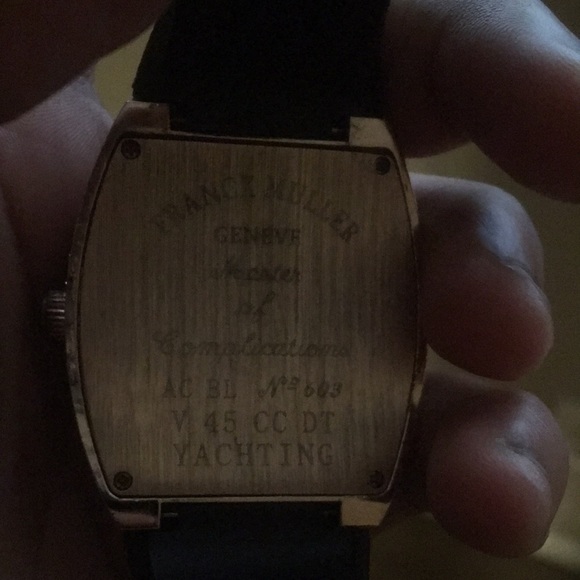 FRANCK MULLER
GENEVE
Master
of
Complications
AC BL Nº 603
V 45 CC DT
YACHTING